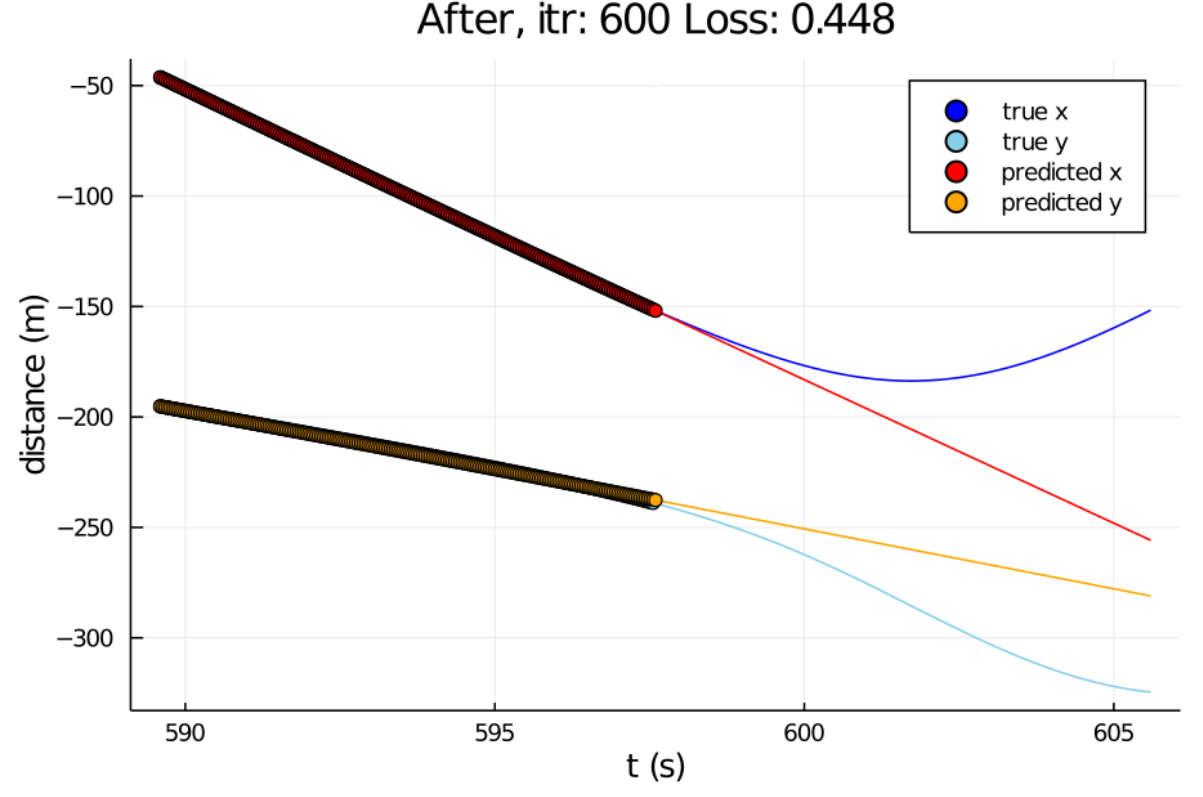 After, itr: 600 Loss: 0.448
−50
−100
−150
−200
−250
−300
distance (m)
590
595
600
605
t (s)
true x
true y
predicted x
predicted y